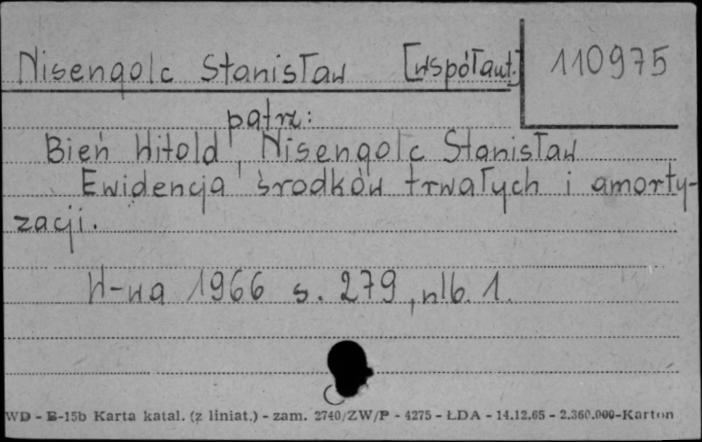 Nisengolc Stanisław [współaut.] 110975
patrz:
Bień Witold, Nisengolc Stanisław
Ewidencja środków trwałych i amorty-
zacji.
W-wa 1966 s. 279, nlb. 1.
WD - B-15b Karta katal. (z liniat.) - zam. 2740/ZW/P - 4275 - ŁDA - 14.12.65 - 2.360.000-Karton